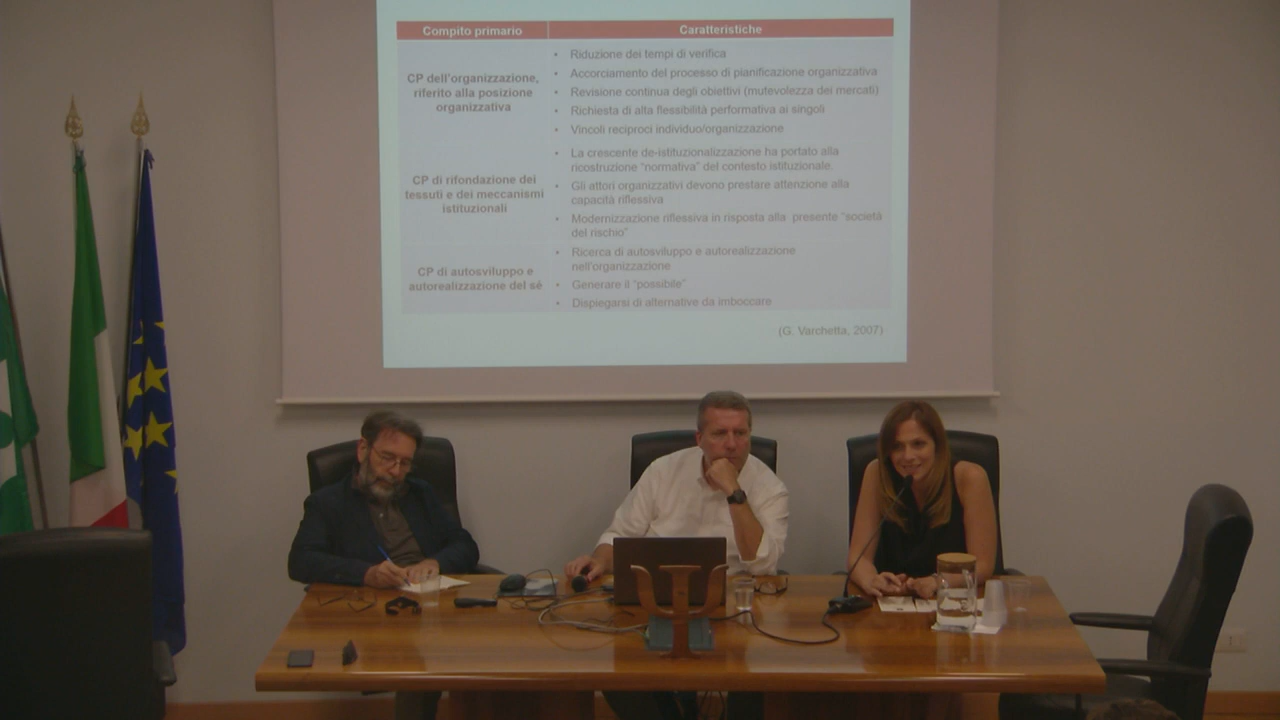 Compito primario
Caratteristiche
CP dell'organizzazione,
riferito alla posizione
organizzativa
• Riduzione dei tempi di verifica
• Accorciamento del processo di pianificazione organizzativa
• Revisione continua degli obiettivi (mutevolezza dei mercati)
• Richiesta di alta flessibilità performativa ai singoli
• Vincoli reciproci individuo/organizzazione
CP di rifondazione dei
tessuti e dei meccanismi
istituzionali
• La crescente de-istituzionalizzazione ha portato alla
ricostruzione "normativa" del contesto istituzionale.
• Gli attori organizzativi devono prestare attenzione alla
capacità riflessiva
• Modernizzazione riflessiva in risposta alla presente "società
del rischio"
CP di autosviluppo e
autorealizzazione del sé
• Ricerca di autosviluppo e autorealizzazione
nell'organizzazione
• Generare il "possibile"
• Dispiegarsi di alternative da imboccare
(G. Varchetta, 2007)